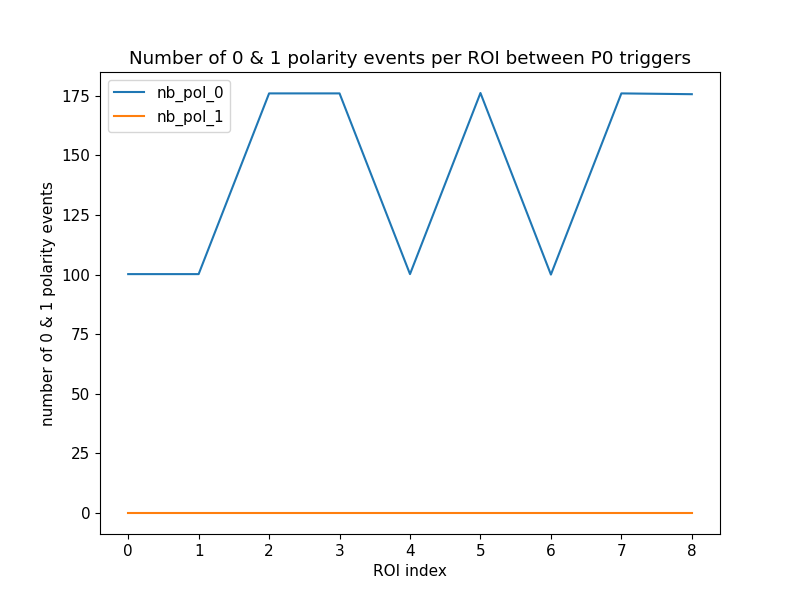 Number of 0 & 1 polarity events per ROI between P0 triggers
nb_pol_0
nb_pol_1
175
150
125
100
75
50
25
0
number of 0 & 1 polarity events
0 1 2 3 4 5 6 7 8
ROI index